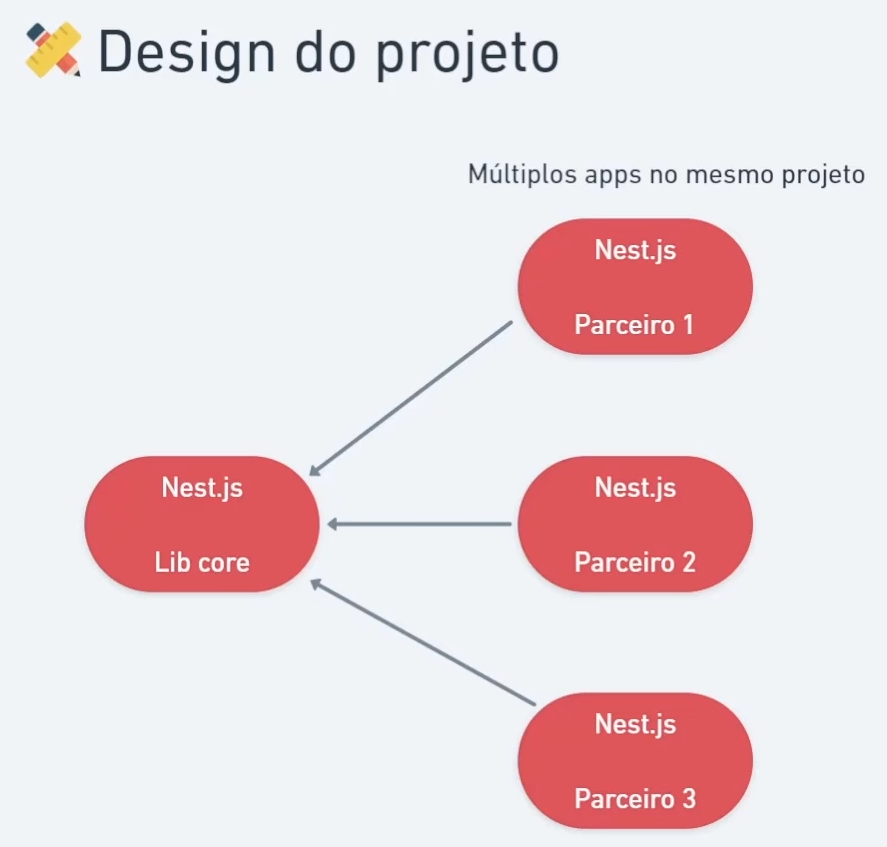 Design do projeto
Múltiplos apps no mesmo projeto
Nest.js
Parceiro 1
Nest.js
Lib core
Nest.js
Parceiro 2
Nest.js
Parceiro 3